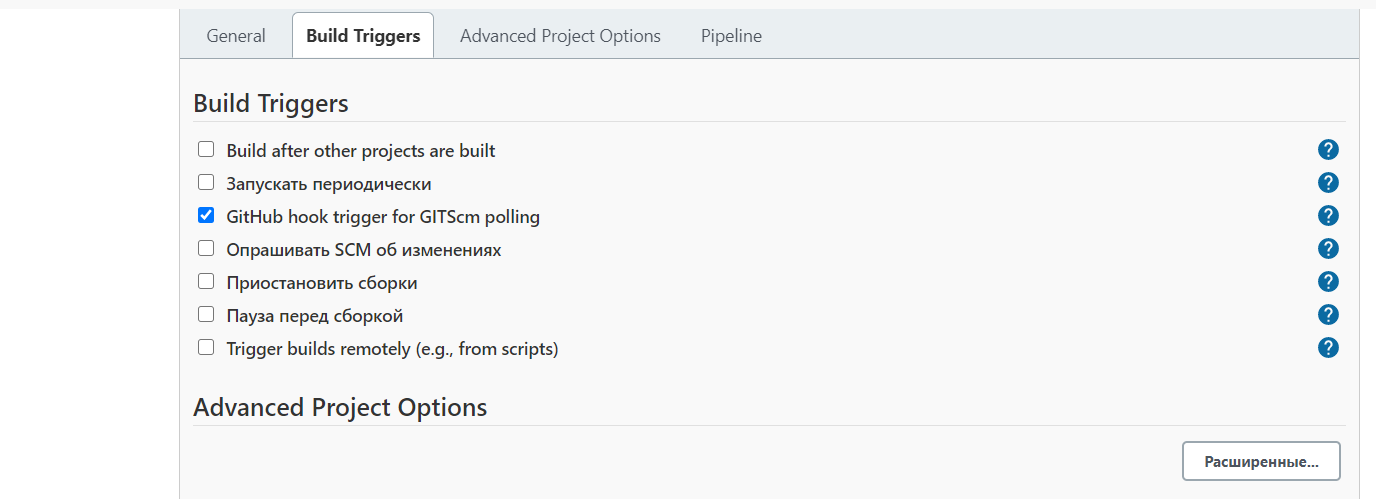 General Build Triggers Advanced Project Options Pipeline
Build Triggers
Build after other projects are built ?
Запускать периодически ?
GitHub hook trigger for GITScm polling ?
Опрашивать SCM об изменениях ?
Приостановить сборки ?
Пауза перед сборкой ?
Trigger builds remotely (e.g., from scripts) ?
Advanced Project Options
Расширенные...